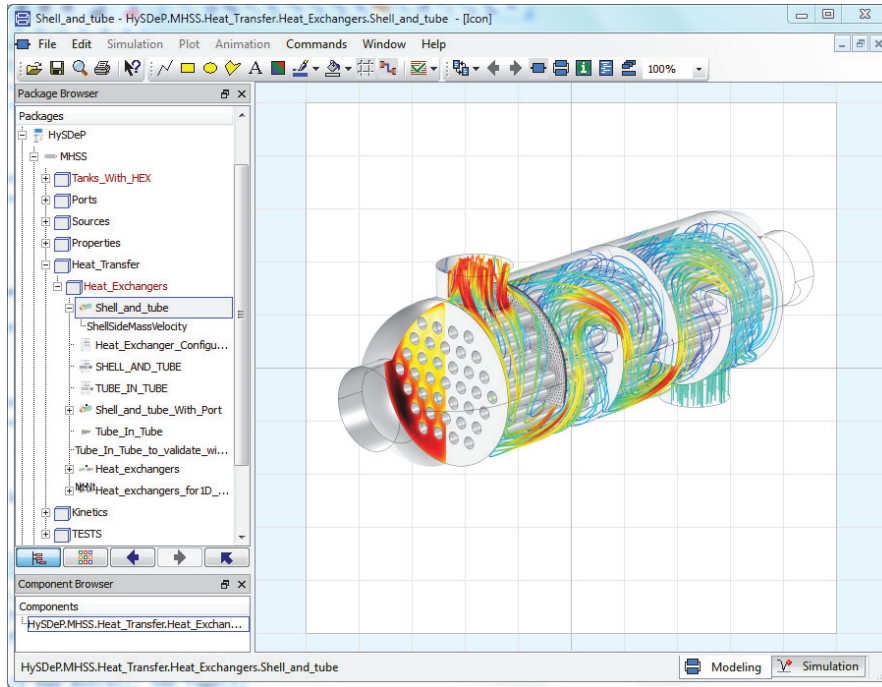 Shell_and_tube - HySDeP.MHSS.Heat_Transfer.Heat_Exchangers.Shell_and_tube - [Icon]
File Edit Simulation Plot Animation Commands Window Help
A 100%
Package Browser
Packages
HySDeP
MHSS
Tanks_With_HEX
Ports
Sources
Properties
Heat_Transfer
Heat_Exchangers
Shell_and_tube
ShellSideMassVelocity
Heat_Exchanger_Configu...
SHELL_AND_TUBE
TUBE_IN_TUBE
Shell_and_tube_With_Port
Tube_In_Tube
Tube_In_Tube_to_validate_wi...
Heat_exchangers
Heat_exchangers_for1D_...
Kinetics
TESTS
Component Browser
Components
HySDeP.MHSS.Heat_Transfer.Heat_Exchan...
HySDeP.MHSS.Heat_Transfer.Heat_Exchangers.Shell_and_tube
Modeling Simulation